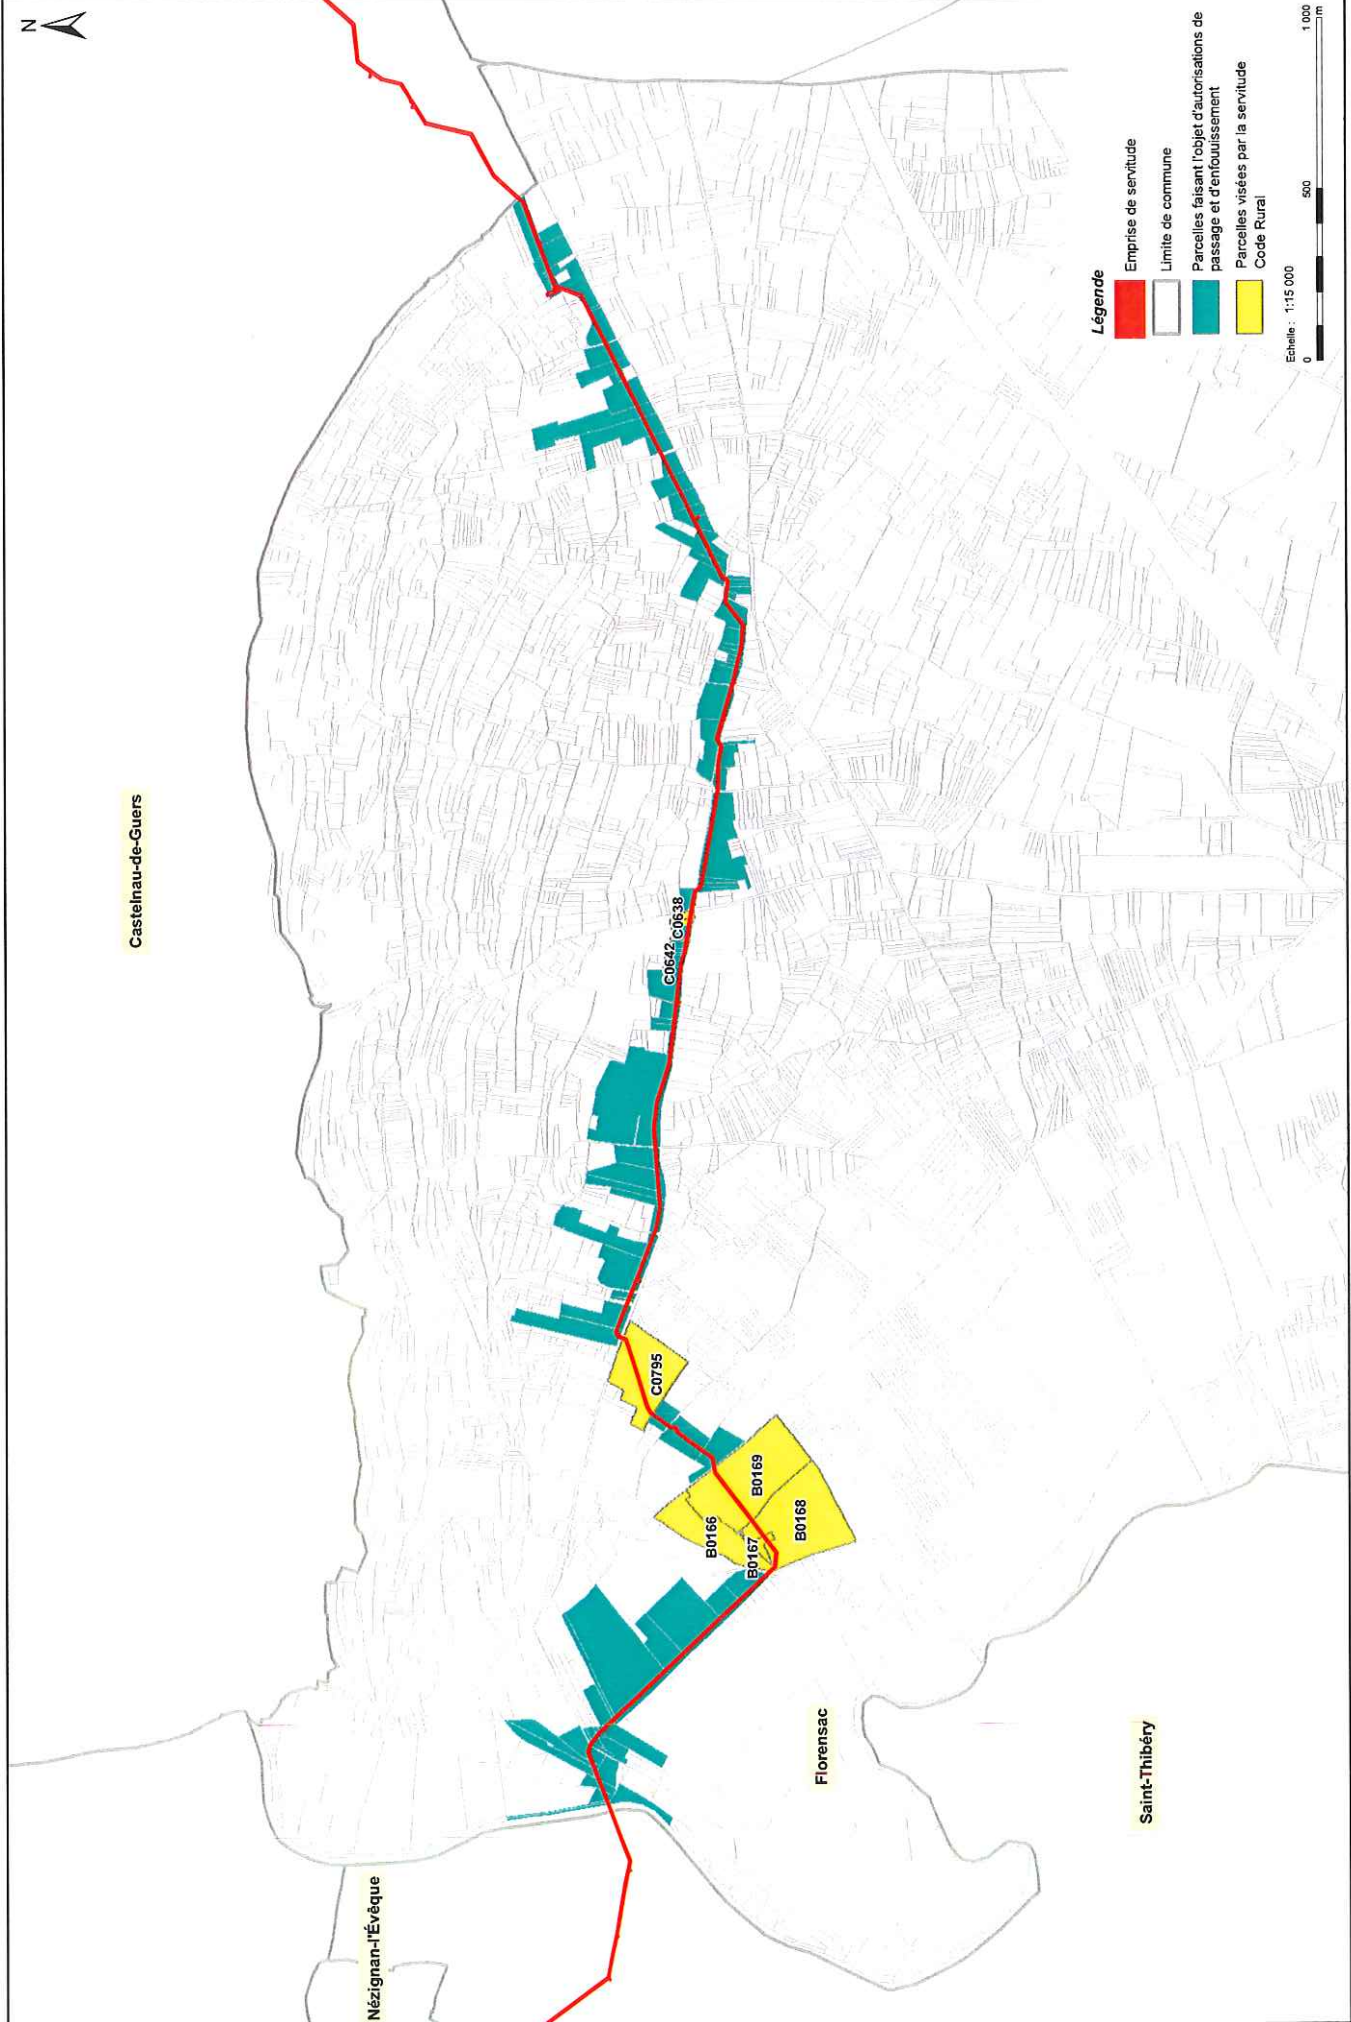 N
Castelnau-de-Guers
Nézignan-l'Évêque
Florensac
Saint-Thibéry
B0166
B0167
B0168
B0169
C0795
C0642
C0638
Légende
Emprise de servitude
Limite de commune
Parcelles faisant l'objet d'autorisations de
passage et d'enfouuissement
Parcelles visées par la servitude
Code Rural
Echelle : 1:15 000
0 500 1 000
m